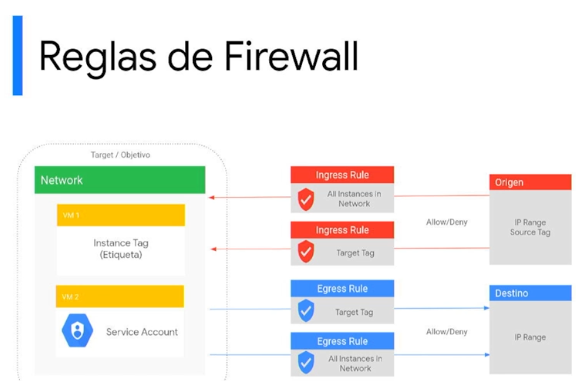 Reglas de Firewall
Target / Objetivo
Network
VM 1
Instance Tag
(Etiqueta)
VM 2
Service Account
Ingress Rule
All Instances in
Network
Ingress Rule
Target Tag
Allow/Deny
Origen
IP Range
Source Tag
Egress Rule
Target Tag
Egress Rule
All Instances in
Network
Allow/Deny
Destino
IP Range